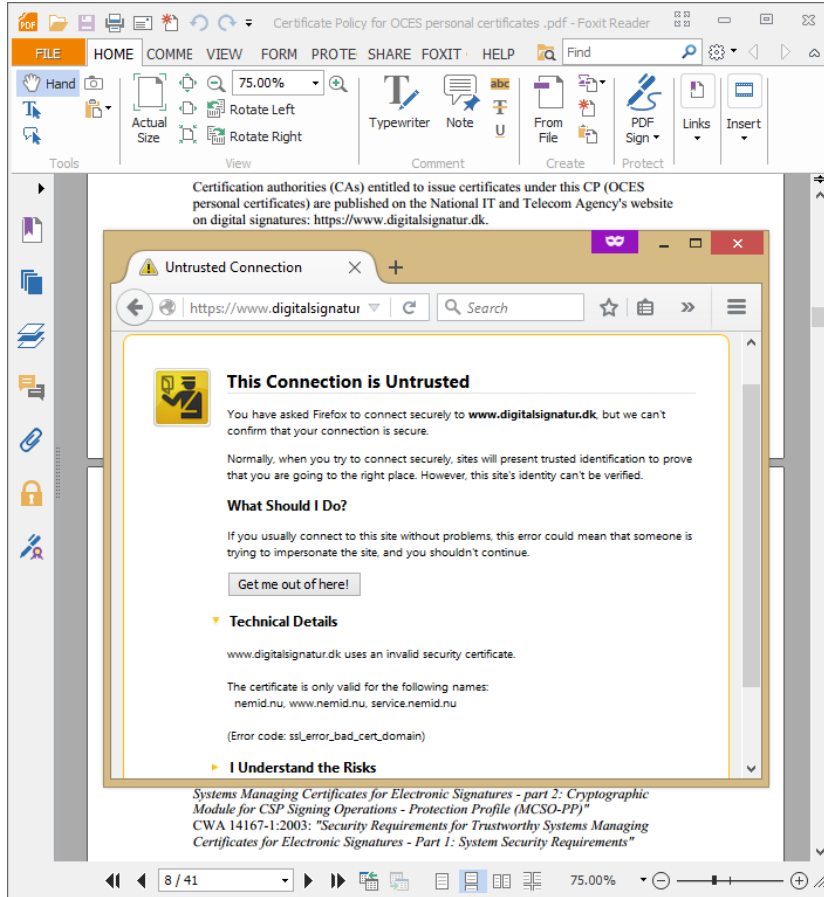 Certificate Policy for OCES personal certificates .pdf - Foxit Reader
FILE HOME COMME VIEW FORM PROTE SHARE FOXIT HELP Find
Hand
Actual Size
75.00%
Rotate Left
Rotate Right
Typewriter
Note
abc
T
U
From File
PDF Sign
Links
Insert
Tools View Comment Create Protect
Certification authorities (CAs) entitled to issue certificates under this CP (OCES
personal certificates) are published on the National IT and Telecom Agency's website
on digital signatures: https://www.digitalsignatur.dk.
Untrusted Connection
https://www.digitalsignatur
Search
This Connection is Untrusted
You have asked Firefox to connect securely to www.digitalsignatur.dk, but we can't
confirm that your connection is secure.
Normally, when you try to connect securely, sites will present trusted identification to prove
that you are going to the right place. However, this site's identity can't be verified.
What Should I Do?
If you usually connect to this site without problems, this error could mean that someone is
trying to impersonate the site, and you shouldn't continue.
Get me out of here!
Technical Details
www.digitalsignatur.dk uses an invalid security certificate.
The certificate is only valid for the following names:
nemid.nu, www.nemid.nu, service.nemid.nu
(Error code: ssl_error_bad_cert_domain)
I Understand the Risks
Systems Managing Certificates for Electronic Signatures - part 2: Cryptographic
Module for CSP Signing Operations - Protection Profile (MCSO-PP)"
CWA 14167-1:2003: "Security Requirements for Trustworthy Systems Managing
Certificates for Electronic Signatures - Part 1: System Security Requirements"
8 / 41
75.00%